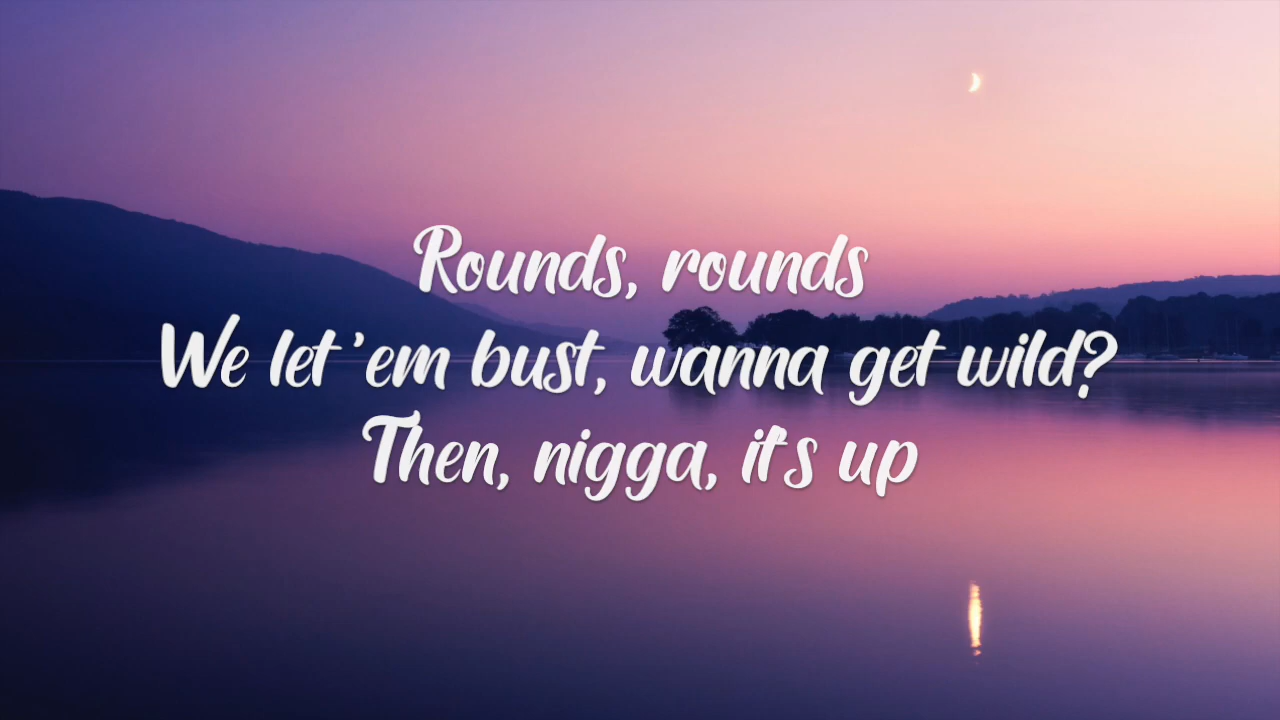 Rounds, rounds
We let 'em bust, wanna get wild?
Then, nigga, it's up